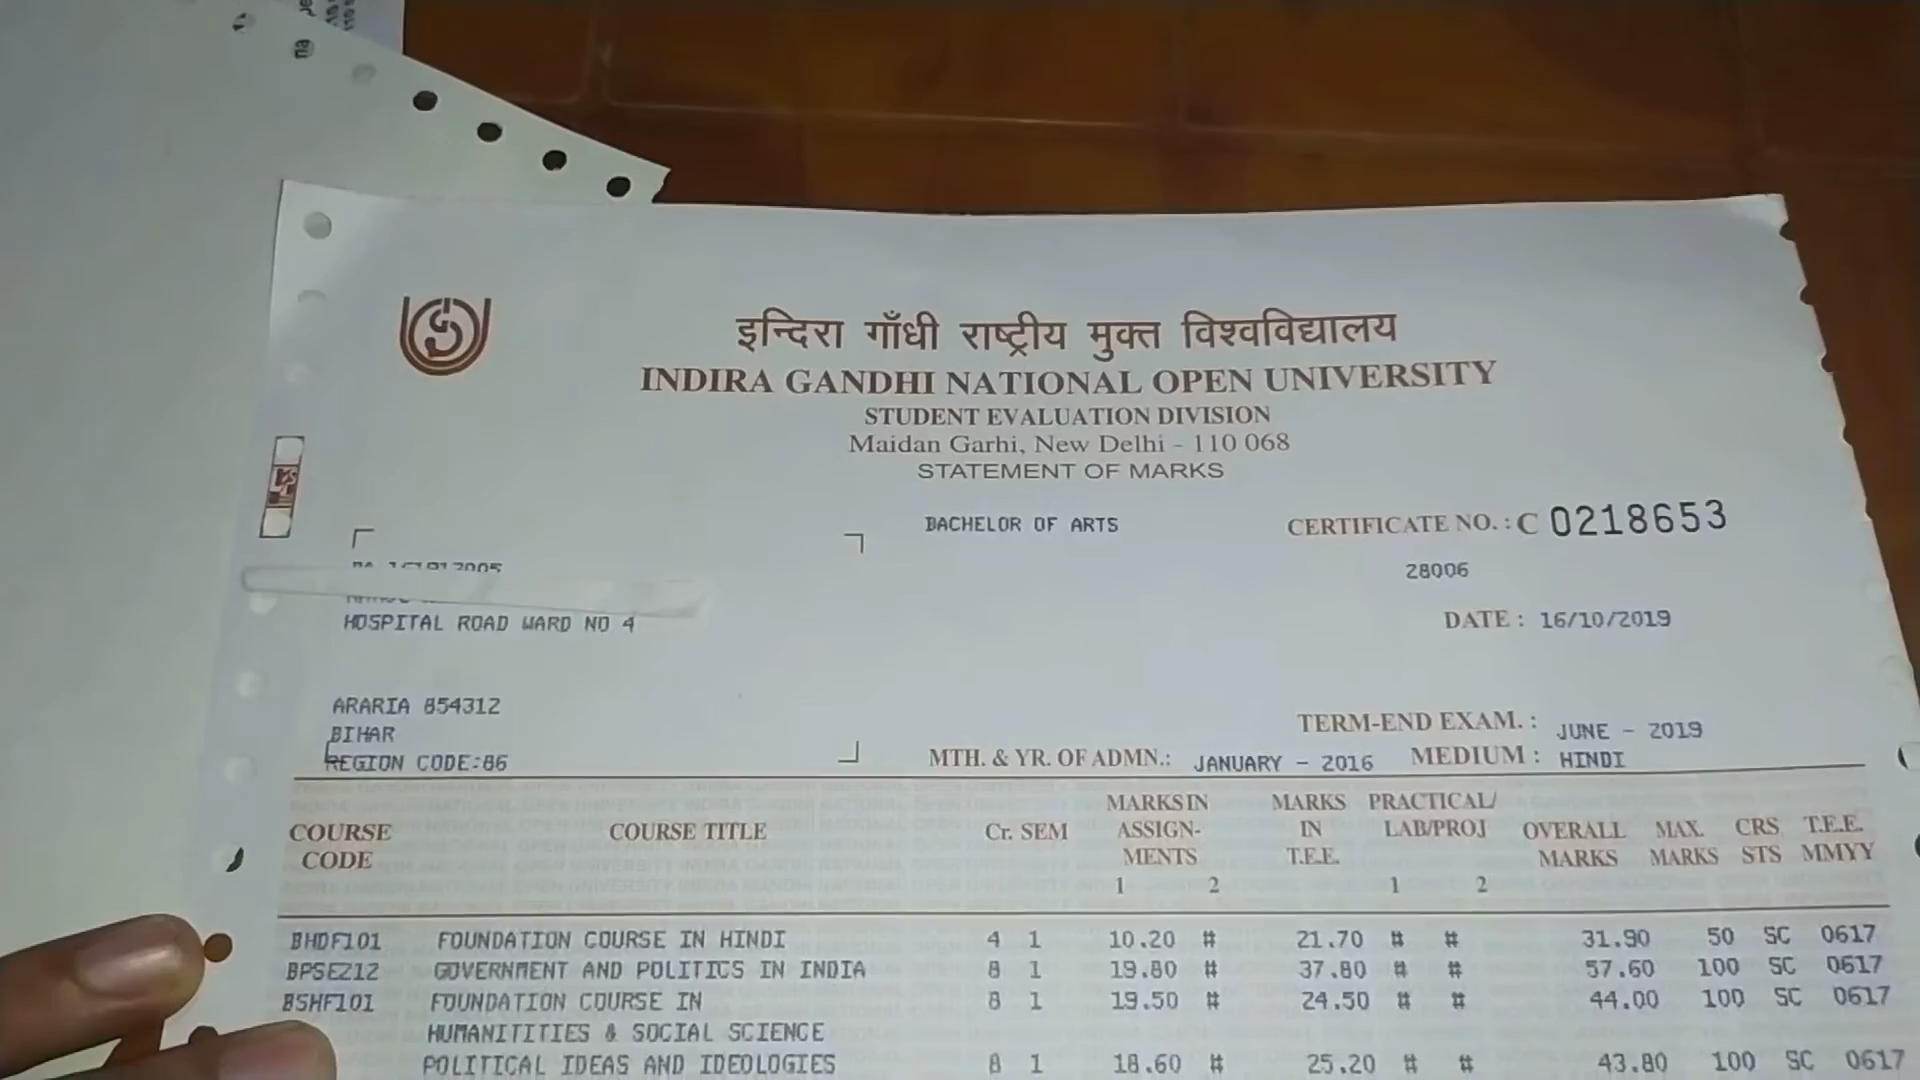 इन्दिरा गाँधी राष्ट्रीय मुक्त विश्वविद्यालय
INDIRA GANDHI NATIONAL OPEN UNIVERSITY
STUDENT EVALUATION DIVISION
Maidan Garhi, New Delhi - 110 068
STATEMENT OF MARKS
BACHELOR OF ARTS
CERTIFICATE NO. : C 0218653
28006
DATE : 16/10/2019
HOSPITAL ROAD WARD NO 4
ARARIA 854312
BIHAR
REGION CODE:86
TERM-END EXAM. : JUNE - 2019
MTH. & YR. OF ADMN.: JANUARY - 2016 MEDIUM : HINDI
COURSE CODE COURSE TITLE Cr. SEM MARKS IN ASSIGN-MENTS MARKS IN T.E.E. PRACTICAL/ LAB/PROJ OVERALL MARKS MAX. MARKS CRS STS T.E.E. MMYY
1 2 1 2
BHDF101 FOUNDATION COURSE IN HINDI 4 1 10.20 # 21.70 # # 31.90 50 SC 0617
BPSE212 GOVERNMENT AND POLITICS IN INDIA 8 1 19.80 # 37.80 # # 57.60 100 SC 0617
BSHF101 FOUNDATION COURSE IN 8 1 19.50 # 24.50 # # 44.00 100 SC 0617
HUMANITITIES & SOCIAL SCIENCE
POLITICAL IDEAS AND IDEOLOGIES 8 1 18.60 # 25.20 # # 43.80 100 SC 0617